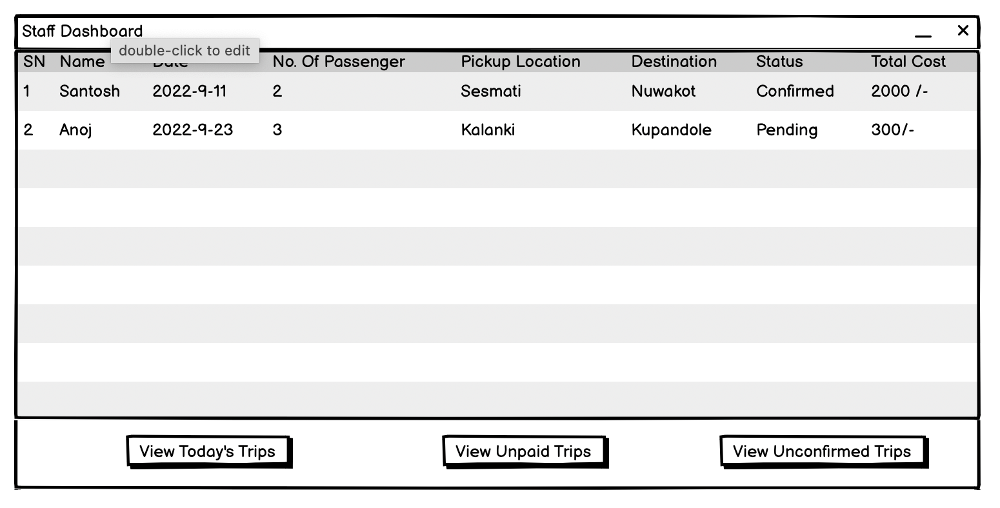 Staff Dashboard
double-click to edit
SN Name Date No. Of Passenger Pickup Location Destination Status Total Cost
1 Santosh 2022-9-11 2 Sesmati Nuwakot Confirmed 2000 /-
2 Anoj 2022-9-23 3 Kalanki Kupandole Pending 300/-
View Today's Trips View Unpaid Trips View Unconfirmed Trips